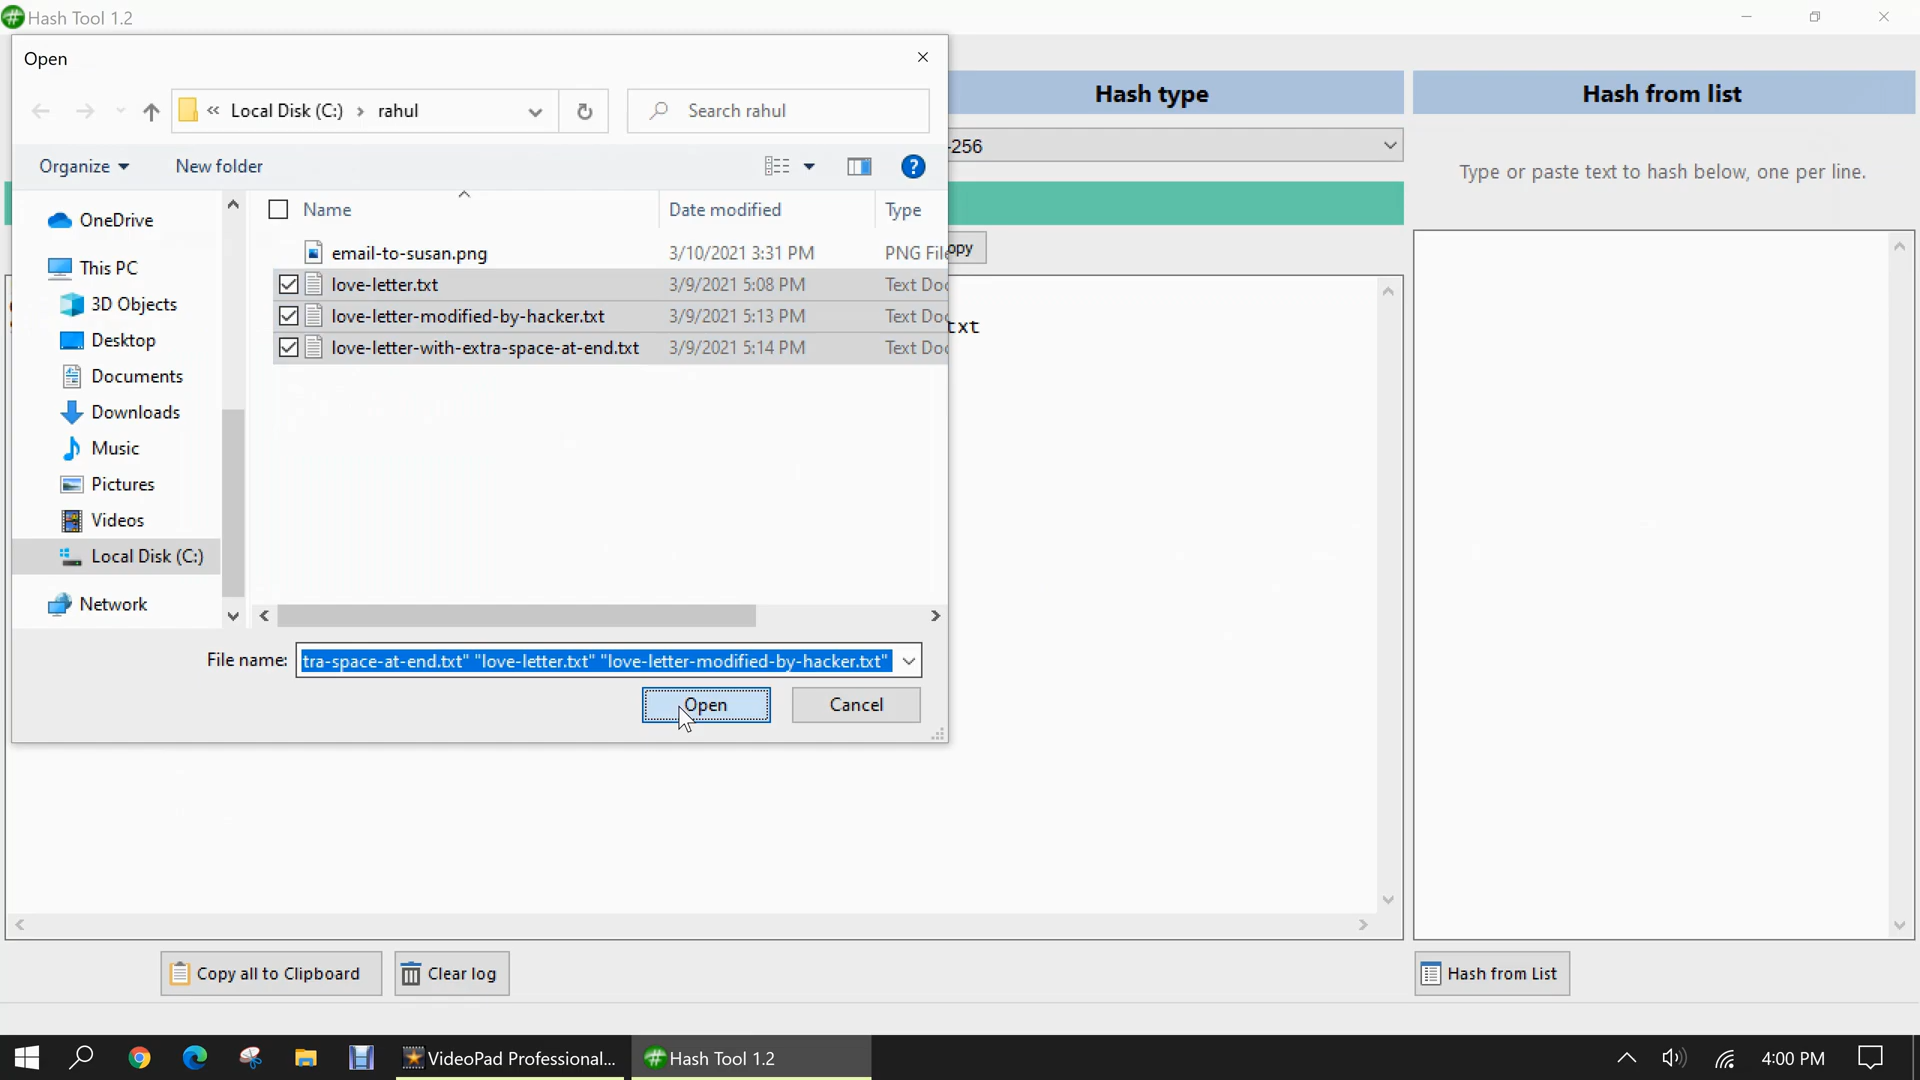 Hash Tool 1.2
Open
« Local Disk (C:) > rahul
Search rahul
Organize
New folder
Name
Date modified
Type
OneDrive
This PC
3D Objects
Desktop
Documents
Downloads
Music
Pictures
Videos
Local Disk (C:)
Network
email-to-susan.png 3/10/2021 3:31 PM PNG File
love-letter.txt 3/9/2021 5:08 PM Text Doc
love-letter-modified-by-hacker.txt 3/9/2021 5:13 PM Text Doc
love-letter-with-extra-space-at-end.txt 3/9/2021 5:14 PM Text Doc
File name: tra-space-at-end.txt" "love-letter.txt" "love-letter-modified-by-hacker.txt"
Open
Cancel
Hash type
-256
opy
txt
Hash from list
Type or paste text to hash below, one per line.
Copy all to Clipboard
Clear log
Hash from List
VideoPad Professional...
Hash Tool 1.2
4:00 PM